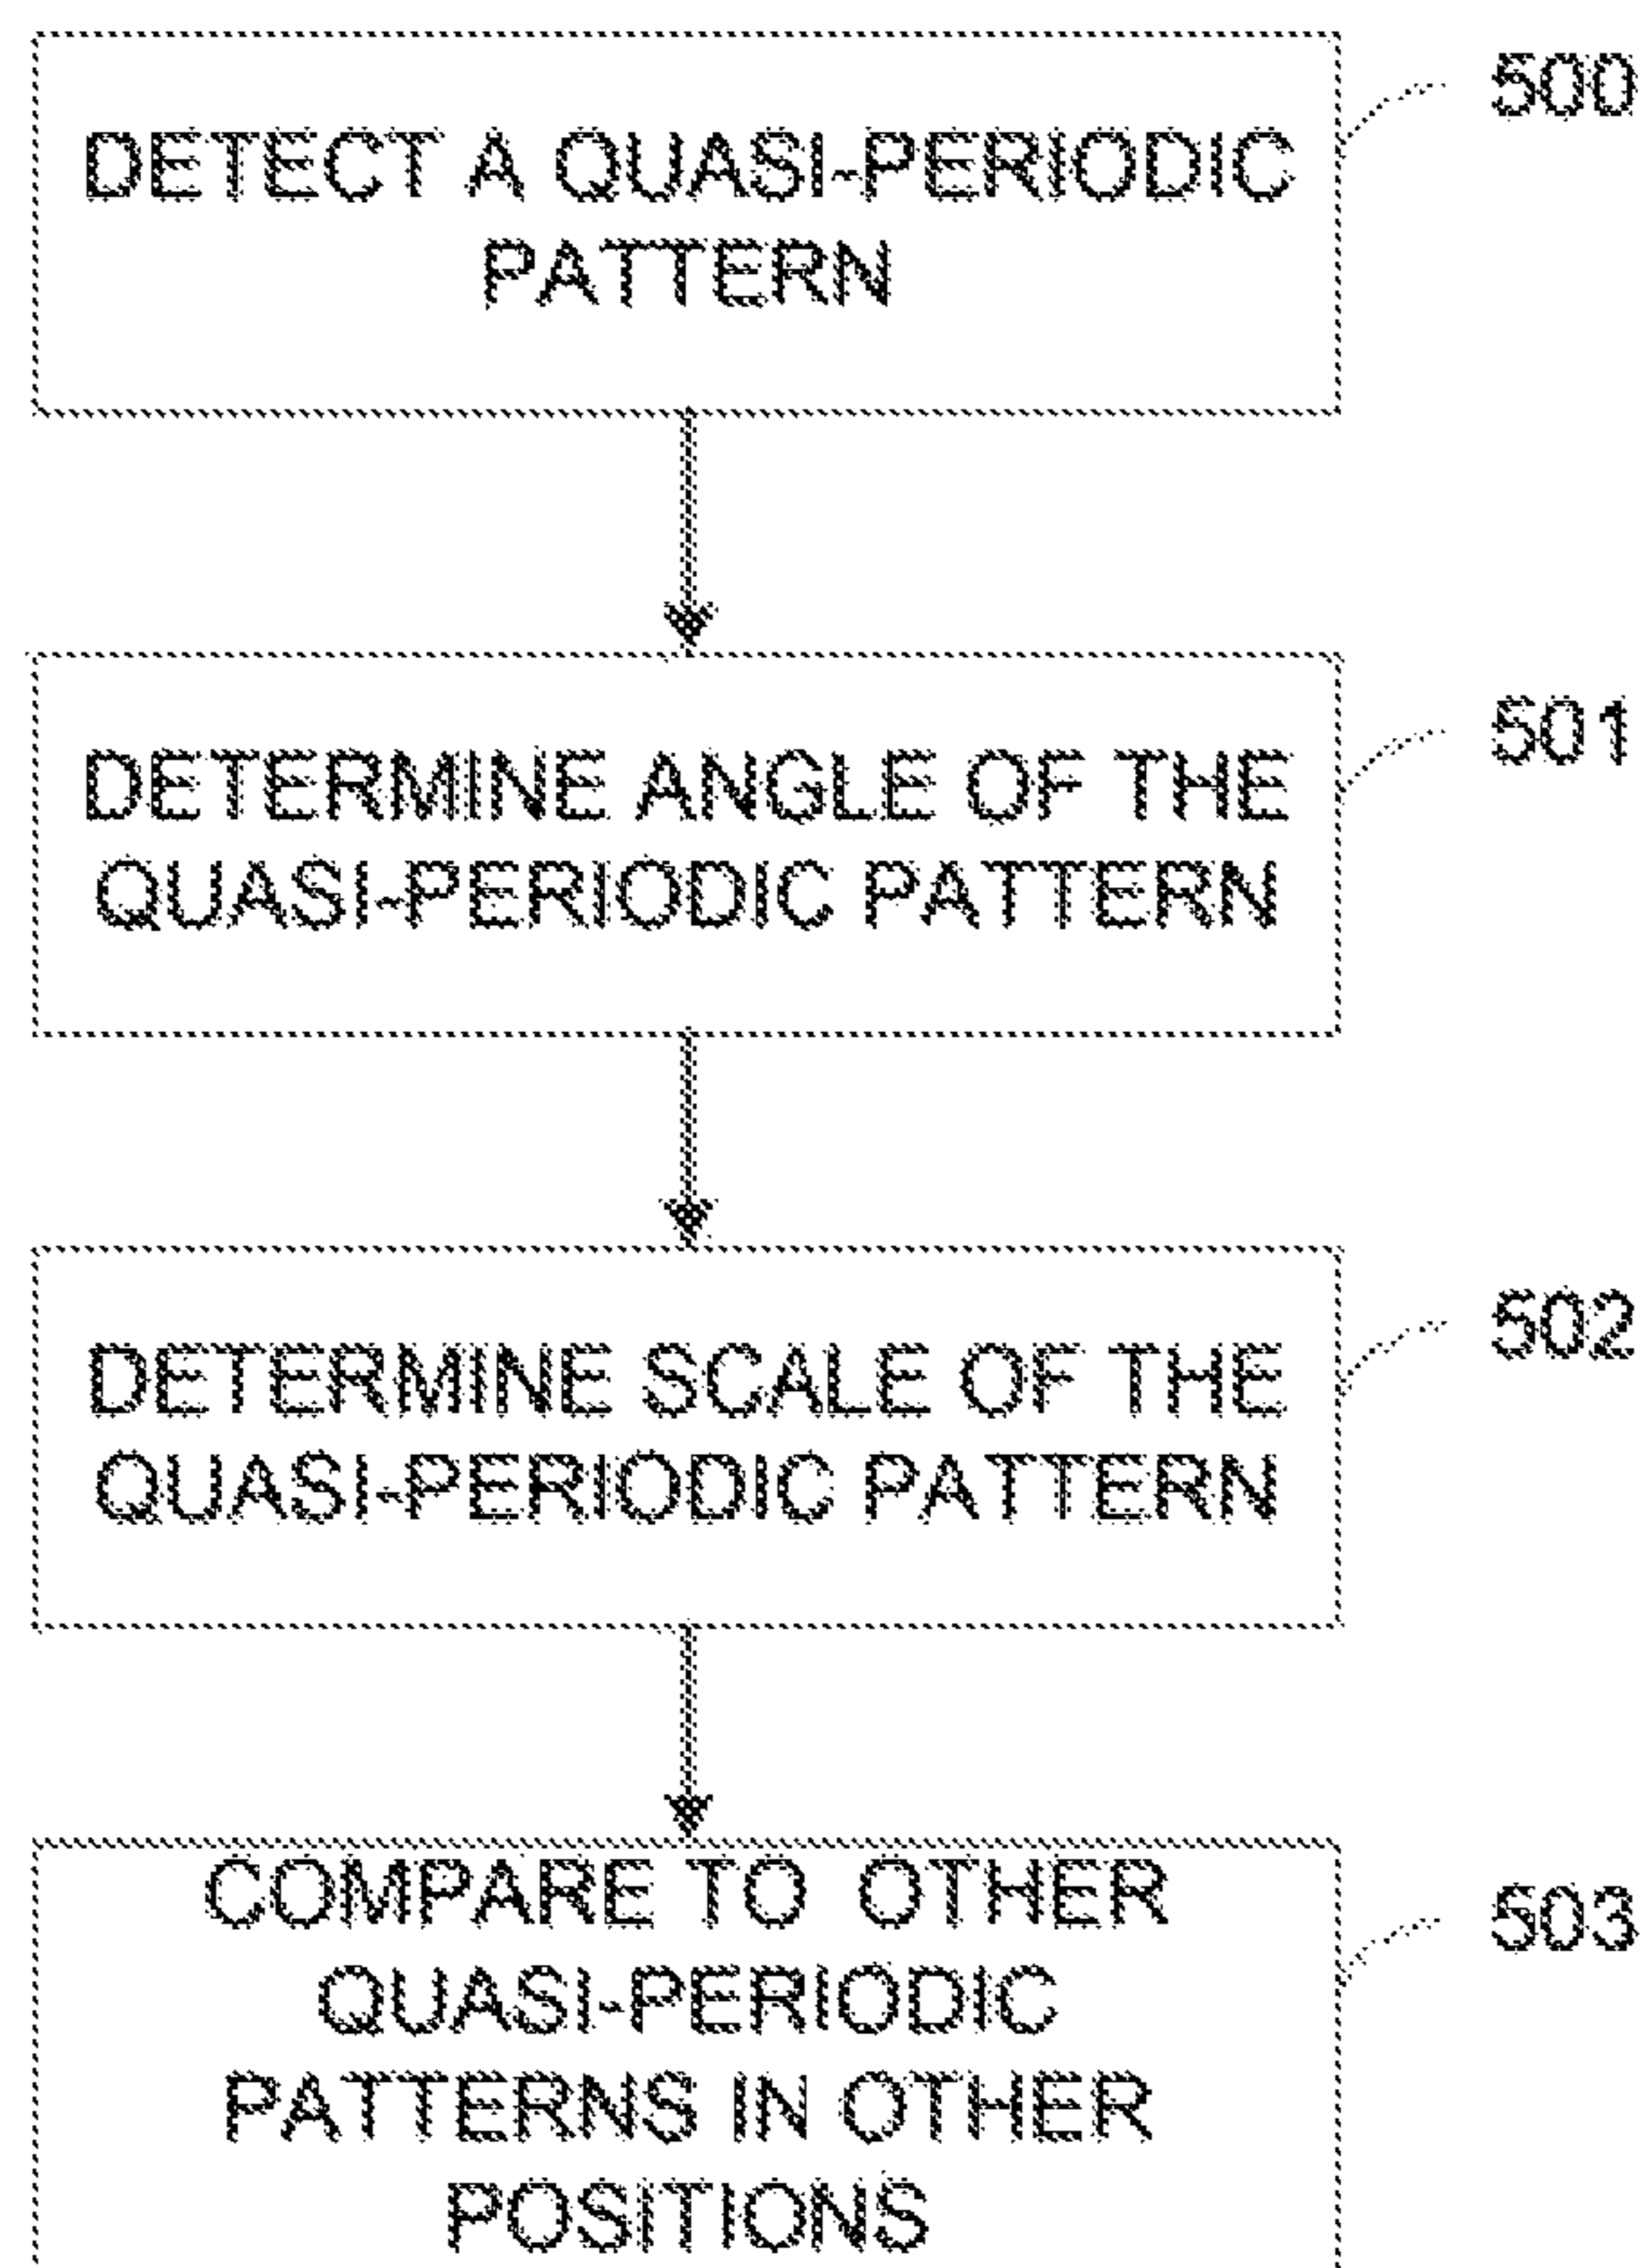 500
DETECT A QUASI-PERIODIC
PATTERN
501
DETERMINE ANGLE OF THE
QUASI-PERIODIC PATTERN
502
DETERMINE SCALE OF THE
QUASI-PERIODIC PATTERN
503
COMPARE TO OTHER
QUASI-PERIODIC
PATTERNS IN OTHER
POSITIONS